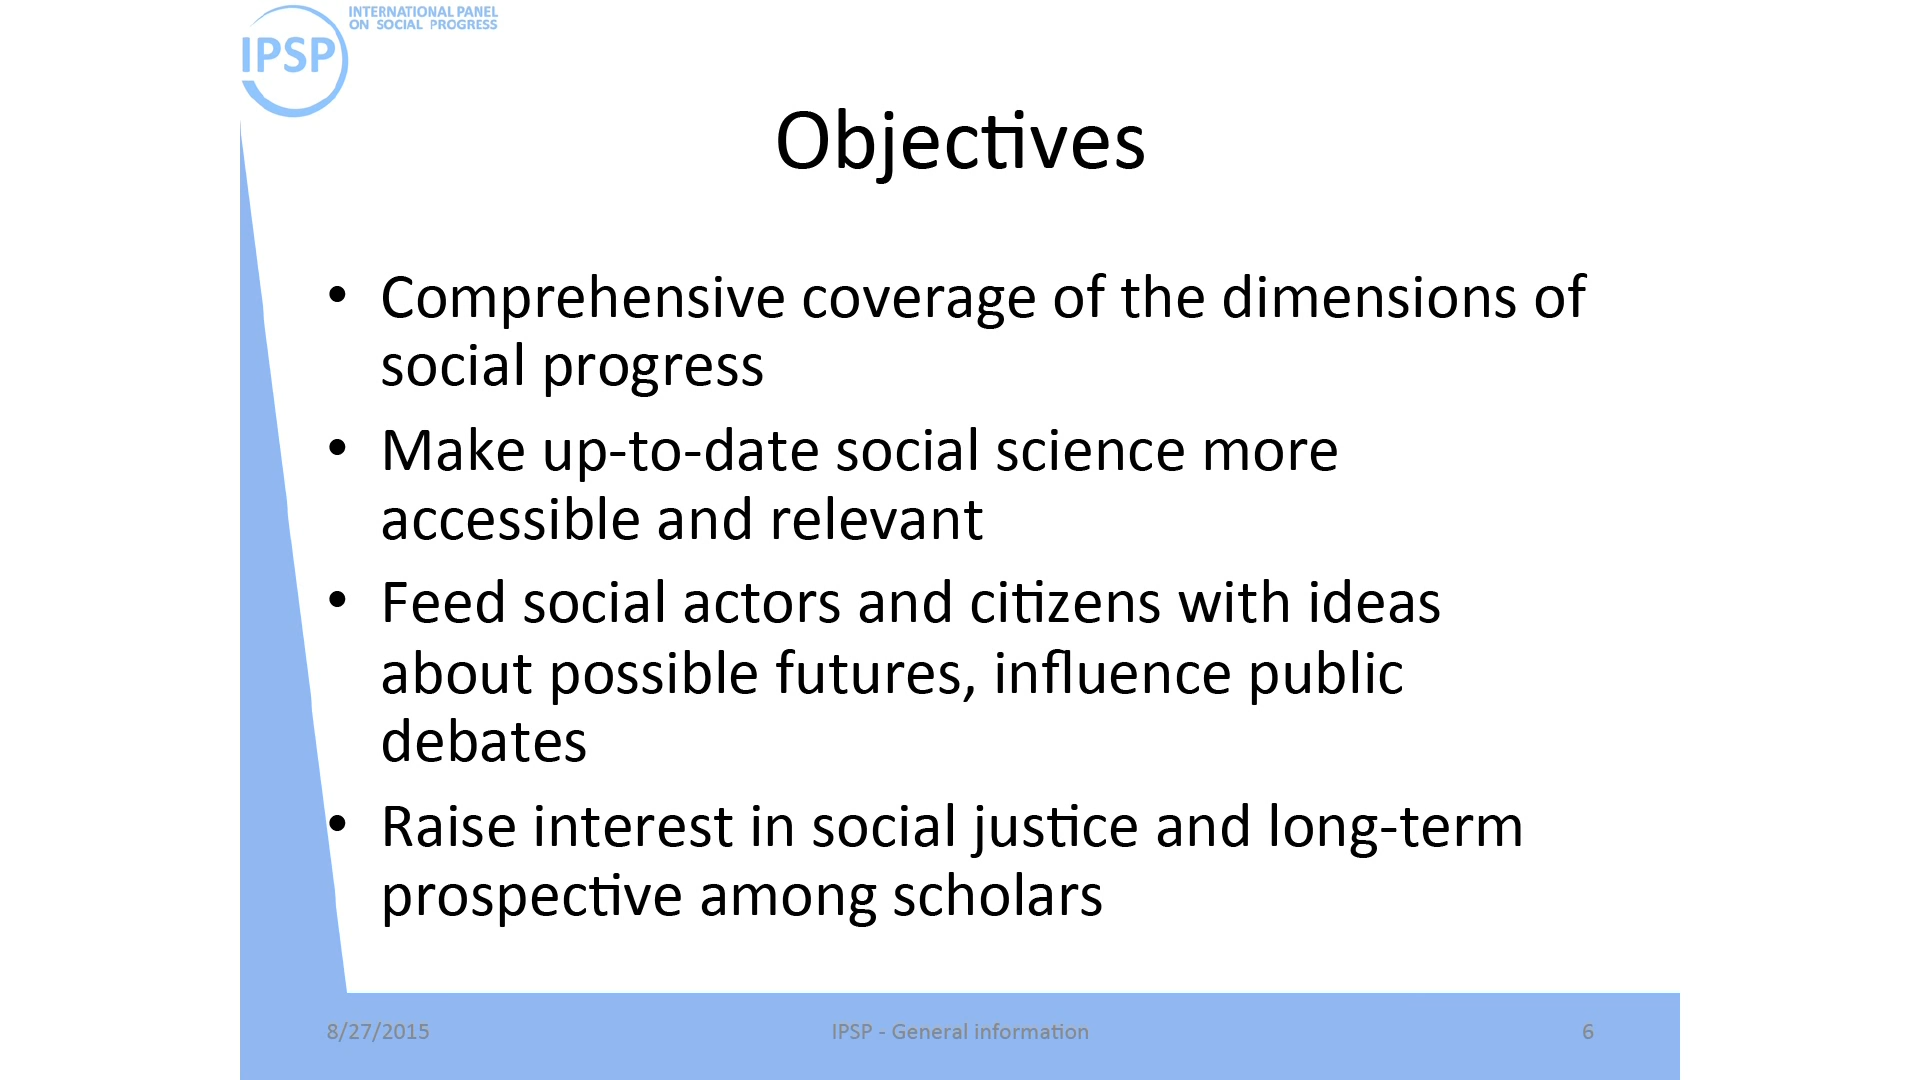 INTERNATIONAL PANEL
ON SOCIAL PROGRESS
IPSP
Objectives
• Comprehensive coverage of the dimensions of
social progress
• Make up-to-date social science more
accessible and relevant
• Feed social actors and citizens with ideas
about possible futures, influence public
debates
• Raise interest in social justice and long-term
prospective among scholars
8/27/2015
IPSP - General information
6